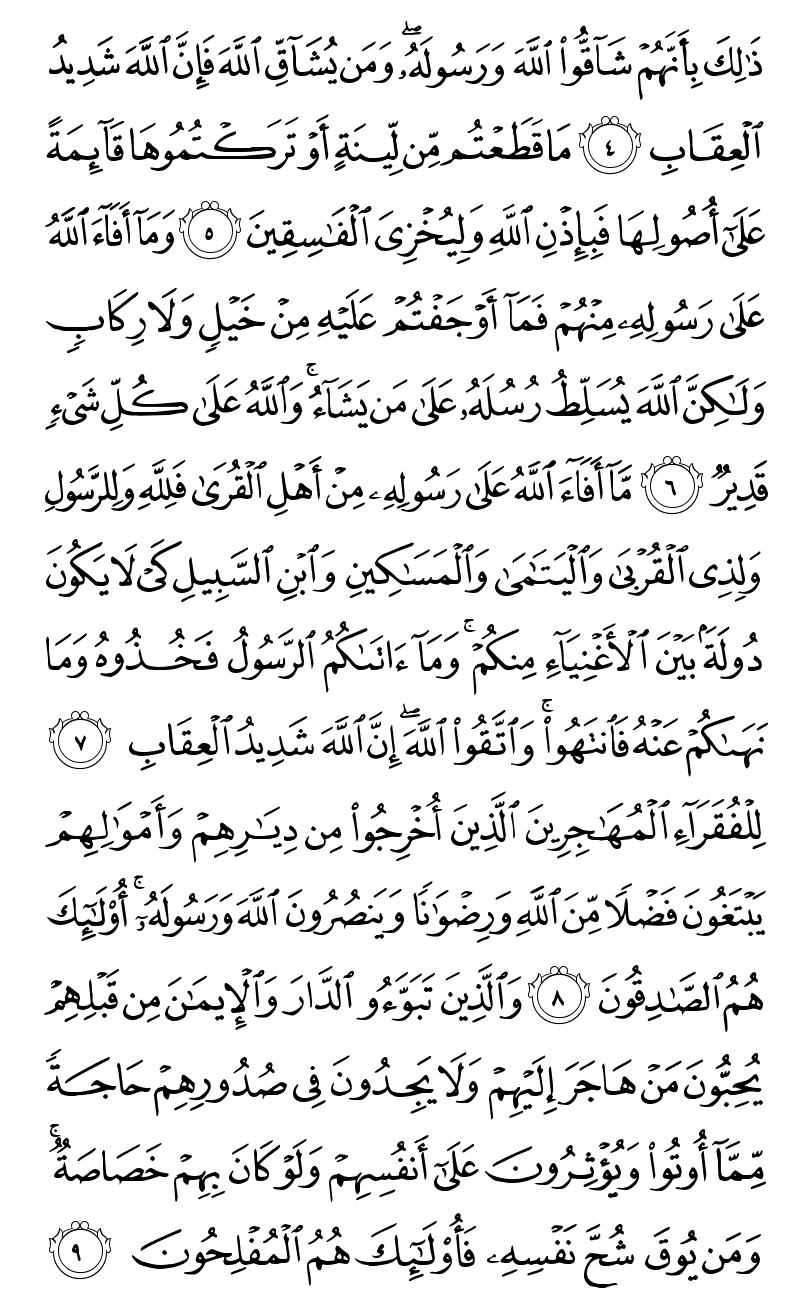 ذَٰلِكَ بِأَنَّهُمْ شَآقُّوا۟ ٱللَّهَ وَرَسُولَهُۥ ۖ وَمَن يُشَآقِّ ٱللَّهَ فَإِنَّ ٱللَّهَ شَدِيدُ
ٱلْعِقَابِ ٤ مَا قَطَعْتُم مِّن لِّينَةٍ أَوْ تَرَكْتُمُوهَا قَآئِمَةً
عَلَىٰٓ أُصُولِهَا فَبِإِذْنِ ٱللَّهِ وَلِيُخْزِىَ ٱلْفَـٰسِقِينَ ٥ وَمَآ أَفَآءَ ٱللَّهُ
عَلَىٰ رَسُولِهِۦ مِنْهُمْ فَمَآ أَوْجَفْتُمْ عَلَيْهِ مِنْ خَيْلٍ وَلَا رِكَابٍ
وَلَـٰكِنَّ ٱللَّهَ يُسَلِّطُ رُسُلَهُۥ عَلَىٰ مَن يَشَآءُ ۚ وَٱللَّهُ عَلَىٰ كُلِّ شَىْءٍ
قَدِيرٌ ٦ مَّآ أَفَآءَ ٱللَّهُ عَلَىٰ رَسُولِهِۦ مِنْ أَهْلِ ٱلْقُرَىٰ فَلِلَّهِ وَلِلرَّسُولِ
وَلِذِى ٱلْقُرْبَىٰ وَٱلْيَتَـٰمَىٰ وَٱلْمَسَـٰكِينِ وَٱبْنِ ٱلسَّبِيلِ كَىْ لَا يَكُونَ
دُولَةًۢ بَيْنَ ٱلْأَغْنِيَآءِ مِنكُمْ ۚ وَمَآ ءَاتَىٰكُمُ ٱلرَّسُولُ فَخُذُوهُ وَمَا
نَهَىٰكُمْ عَنْهُ فَٱنتَهُوا۟ ۚ وَٱتَّقُوا۟ ٱللَّهَ ۖ إِنَّ ٱللَّهَ شَدِيدُ ٱلْعِقَابِ ٧
لِلْفُقَرَآءِ ٱلْمُهَـٰجِرِينَ ٱلَّذِينَ أُخْرِجُوا۟ مِن دِيَـٰرِهِمْ وَأَمْوَٰلِهِمْ
يَبْتَغُونَ فَضْلًا مِّنَ ٱللَّهِ وَرِضْوَٰنًا وَيَنصُرُونَ ٱللَّهَ وَرَسُولَهُۥٓ ۚ أُو۟لَـٰٓئِكَ
هُمُ ٱلصَّـٰدِقُونَ ٨ وَٱلَّذِينَ تَبَوَّءُو ٱلدَّارَ وَٱلْإِيمَـٰنَ مِن قَبْلِهِمْ
يُحِبُّونَ مَنْ هَاجَرَ إِلَيْهِمْ وَلَا يَجِدُونَ فِى صُدُورِهِمْ حَاجَةً
مِّمَّآ أُوتُوا۟ وَيُؤْثِرُونَ عَلَىٰٓ أَنفُسِهِمْ وَلَوْ كَانَ بِهِمْ خَصَاصَةٌ ۚ
وَمَن يُوقَ شُحَّ نَفْسِهِۦ فَأُو۟لَـٰٓئِكَ هُمُ ٱلْمُفْلِحُونَ ٩